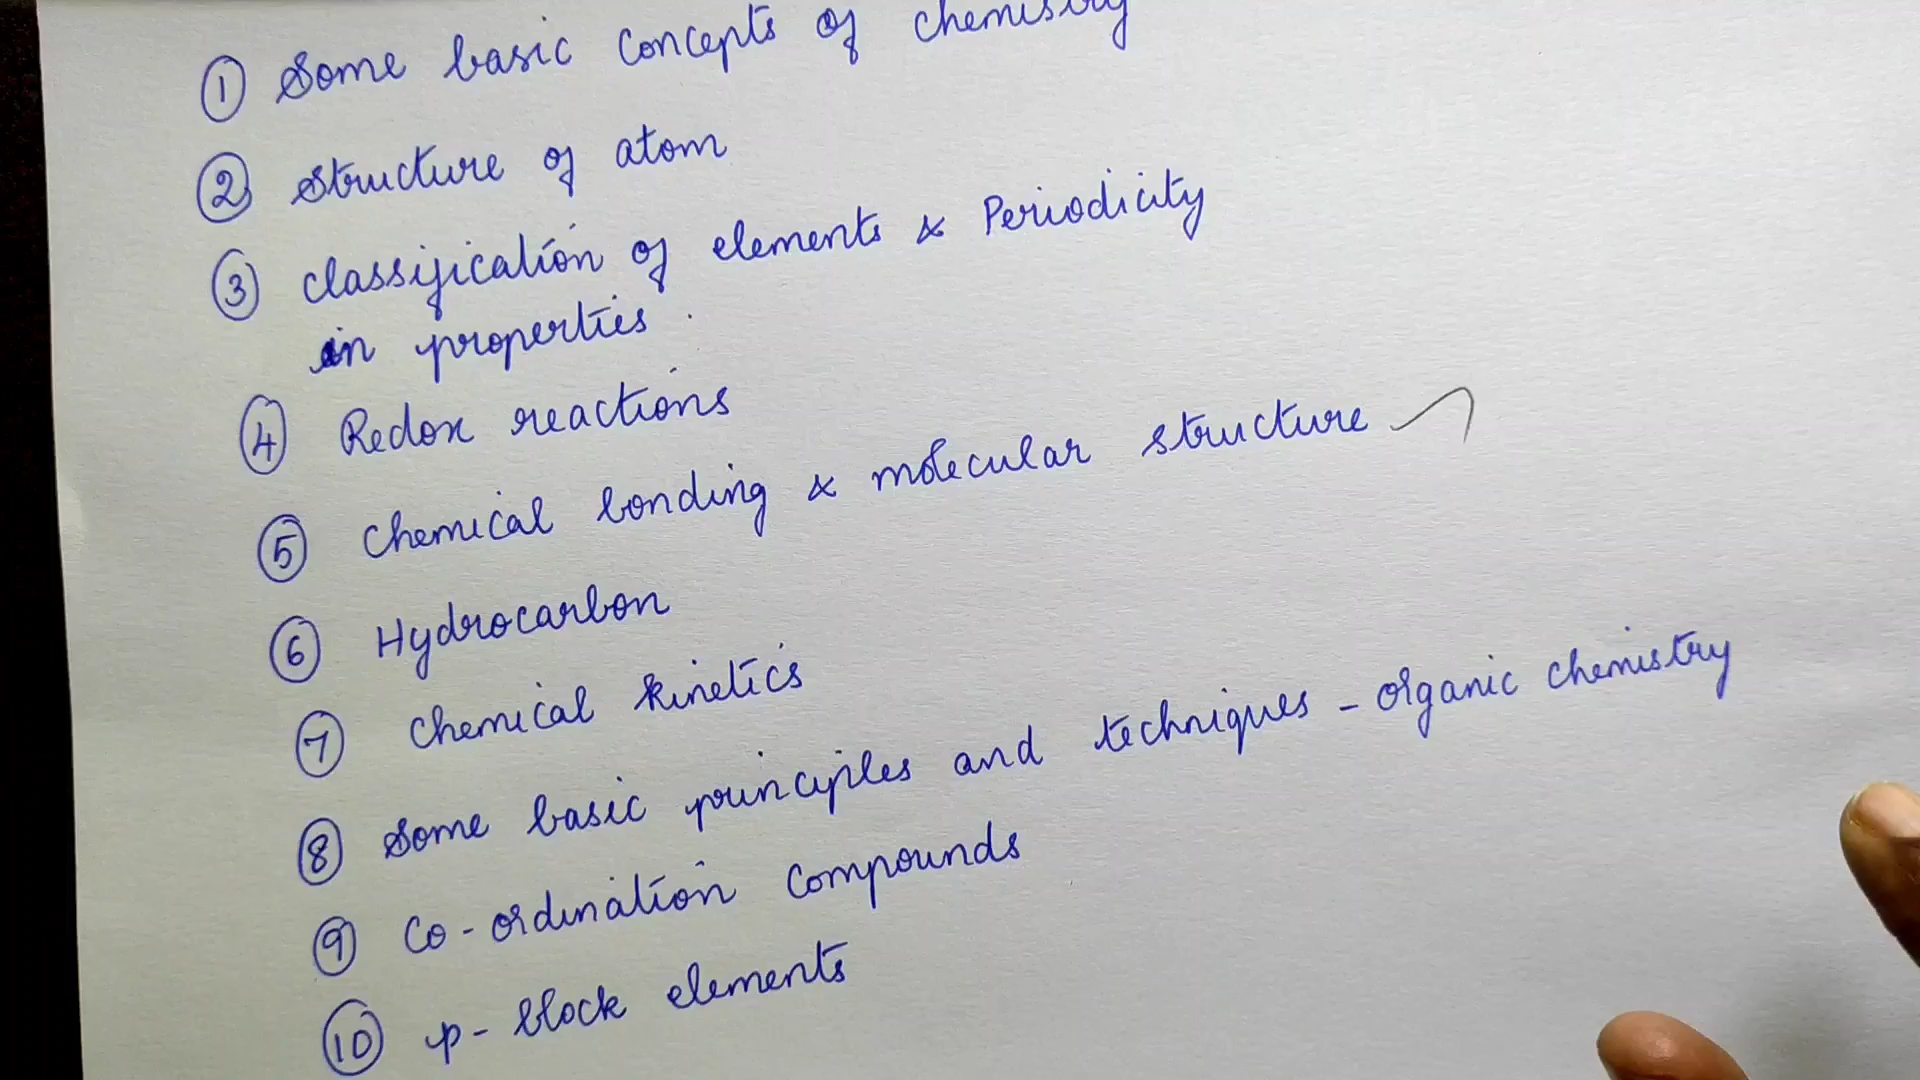 ① Some basic concepts of chemistry
② Structure of atom
③ classification of elements & Periodicity
in properties.
④ Redox reactions
⑤ Chemical bonding & molecular structure
⑥ Hydrocarbon
⑦ Chemical kinetics
⑧ Some basic principles and techniques - organic chemistry
⑨ Co-ordination compounds
⑩ p-block elements